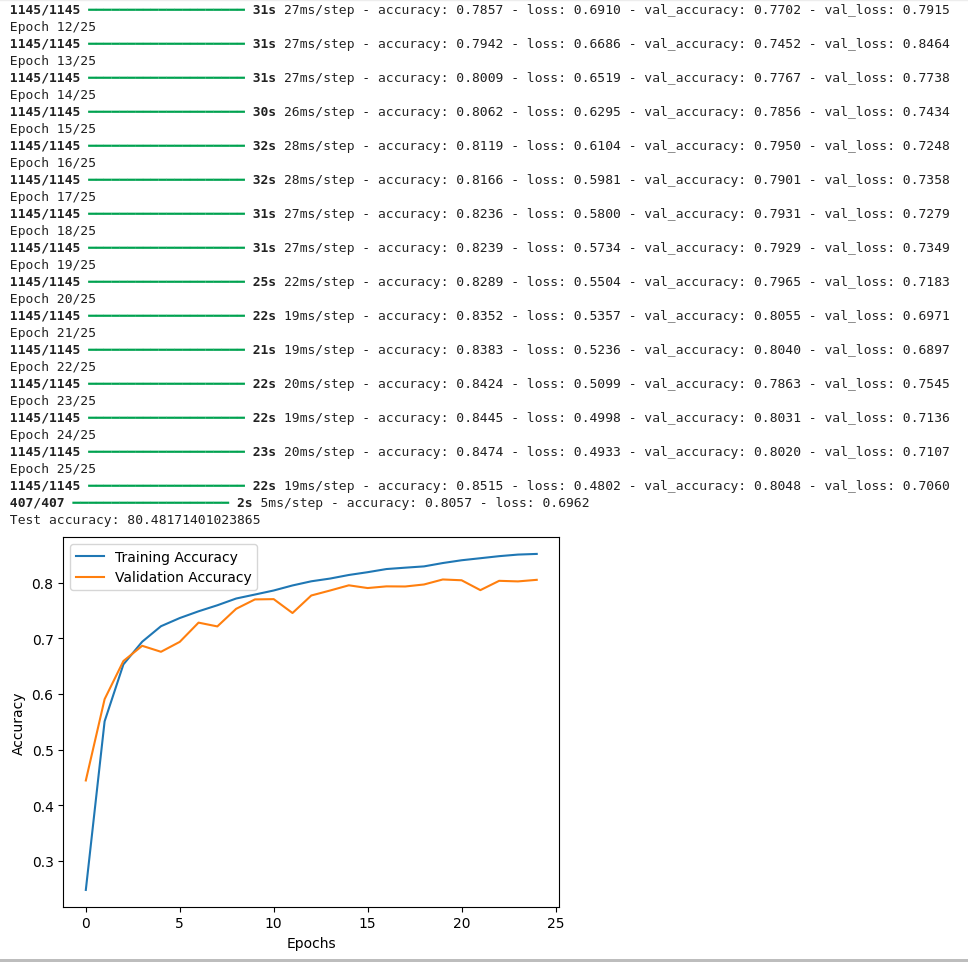 1145/1145 ━━━━━━━━━━━━━━━━━━━━ 31s 27ms/step - accuracy: 0.7857 - loss: 0.6910 - val_accuracy: 0.7702 - val_loss: 0.7915
Epoch 12/25
1145/1145 ━━━━━━━━━━━━━━━━━━━━ 31s 27ms/step - accuracy: 0.7942 - loss: 0.6686 - val_accuracy: 0.7452 - val_loss: 0.8464
Epoch 13/25
1145/1145 ━━━━━━━━━━━━━━━━━━━━ 31s 27ms/step - accuracy: 0.8009 - loss: 0.6519 - val_accuracy: 0.7767 - val_loss: 0.7738
Epoch 14/25
1145/1145 ━━━━━━━━━━━━━━━━━━━━ 30s 26ms/step - accuracy: 0.8062 - loss: 0.6295 - val_accuracy: 0.7856 - val_loss: 0.7434
Epoch 15/25
1145/1145 ━━━━━━━━━━━━━━━━━━━━ 32s 28ms/step - accuracy: 0.8119 - loss: 0.6104 - val_accuracy: 0.7950 - val_loss: 0.7248
Epoch 16/25
1145/1145 ━━━━━━━━━━━━━━━━━━━━ 32s 28ms/step - accuracy: 0.8166 - loss: 0.5981 - val_accuracy: 0.7901 - val_loss: 0.7358
Epoch 17/25
1145/1145 ━━━━━━━━━━━━━━━━━━━━ 31s 27ms/step - accuracy: 0.8236 - loss: 0.5800 - val_accuracy: 0.7931 - val_loss: 0.7279
Epoch 18/25
1145/1145 ━━━━━━━━━━━━━━━━━━━━ 31s 27ms/step - accuracy: 0.8239 - loss: 0.5734 - val_accuracy: 0.7929 - val_loss: 0.7349
Epoch 19/25
1145/1145 ━━━━━━━━━━━━━━━━━━━━ 25s 22ms/step - accuracy: 0.8289 - loss: 0.5504 - val_accuracy: 0.7965 - val_loss: 0.7183
Epoch 20/25
1145/1145 ━━━━━━━━━━━━━━━━━━━━ 22s 19ms/step - accuracy: 0.8352 - loss: 0.5357 - val_accuracy: 0.8055 - val_loss: 0.6971
Epoch 21/25
1145/1145 ━━━━━━━━━━━━━━━━━━━━ 21s 19ms/step - accuracy: 0.8383 - loss: 0.5236 - val_accuracy: 0.8040 - val_loss: 0.6897
Epoch 22/25
1145/1145 ━━━━━━━━━━━━━━━━━━━━ 22s 20ms/step - accuracy: 0.8424 - loss: 0.5099 - val_accuracy: 0.7863 - val_loss: 0.7545
Epoch 23/25
1145/1145 ━━━━━━━━━━━━━━━━━━━━ 22s 19ms/step - accuracy: 0.8445 - loss: 0.4998 - val_accuracy: 0.8031 - val_loss: 0.7136
Epoch 24/25
1145/1145 ━━━━━━━━━━━━━━━━━━━━ 23s 20ms/step - accuracy: 0.8474 - loss: 0.4933 - val_accuracy: 0.8020 - val_loss: 0.7107
Epoch 25/25
1145/1145 ━━━━━━━━━━━━━━━━━━━━ 22s 19ms/step - accuracy: 0.8515 - loss: 0.4802 - val_accuracy: 0.8048 - val_loss: 0.7060
407/407 ━━━━━━━━━━━━━━━━━━━━ 2s 5ms/step - accuracy: 0.8057 - loss: 0.6962
Test accuracy: 80.48171401023865
Training Accuracy
Validation Accuracy
0.8
0.7
0.6
0.5
0.4
0.3
Accuracy
0 5 10 15 20 25
Epochs